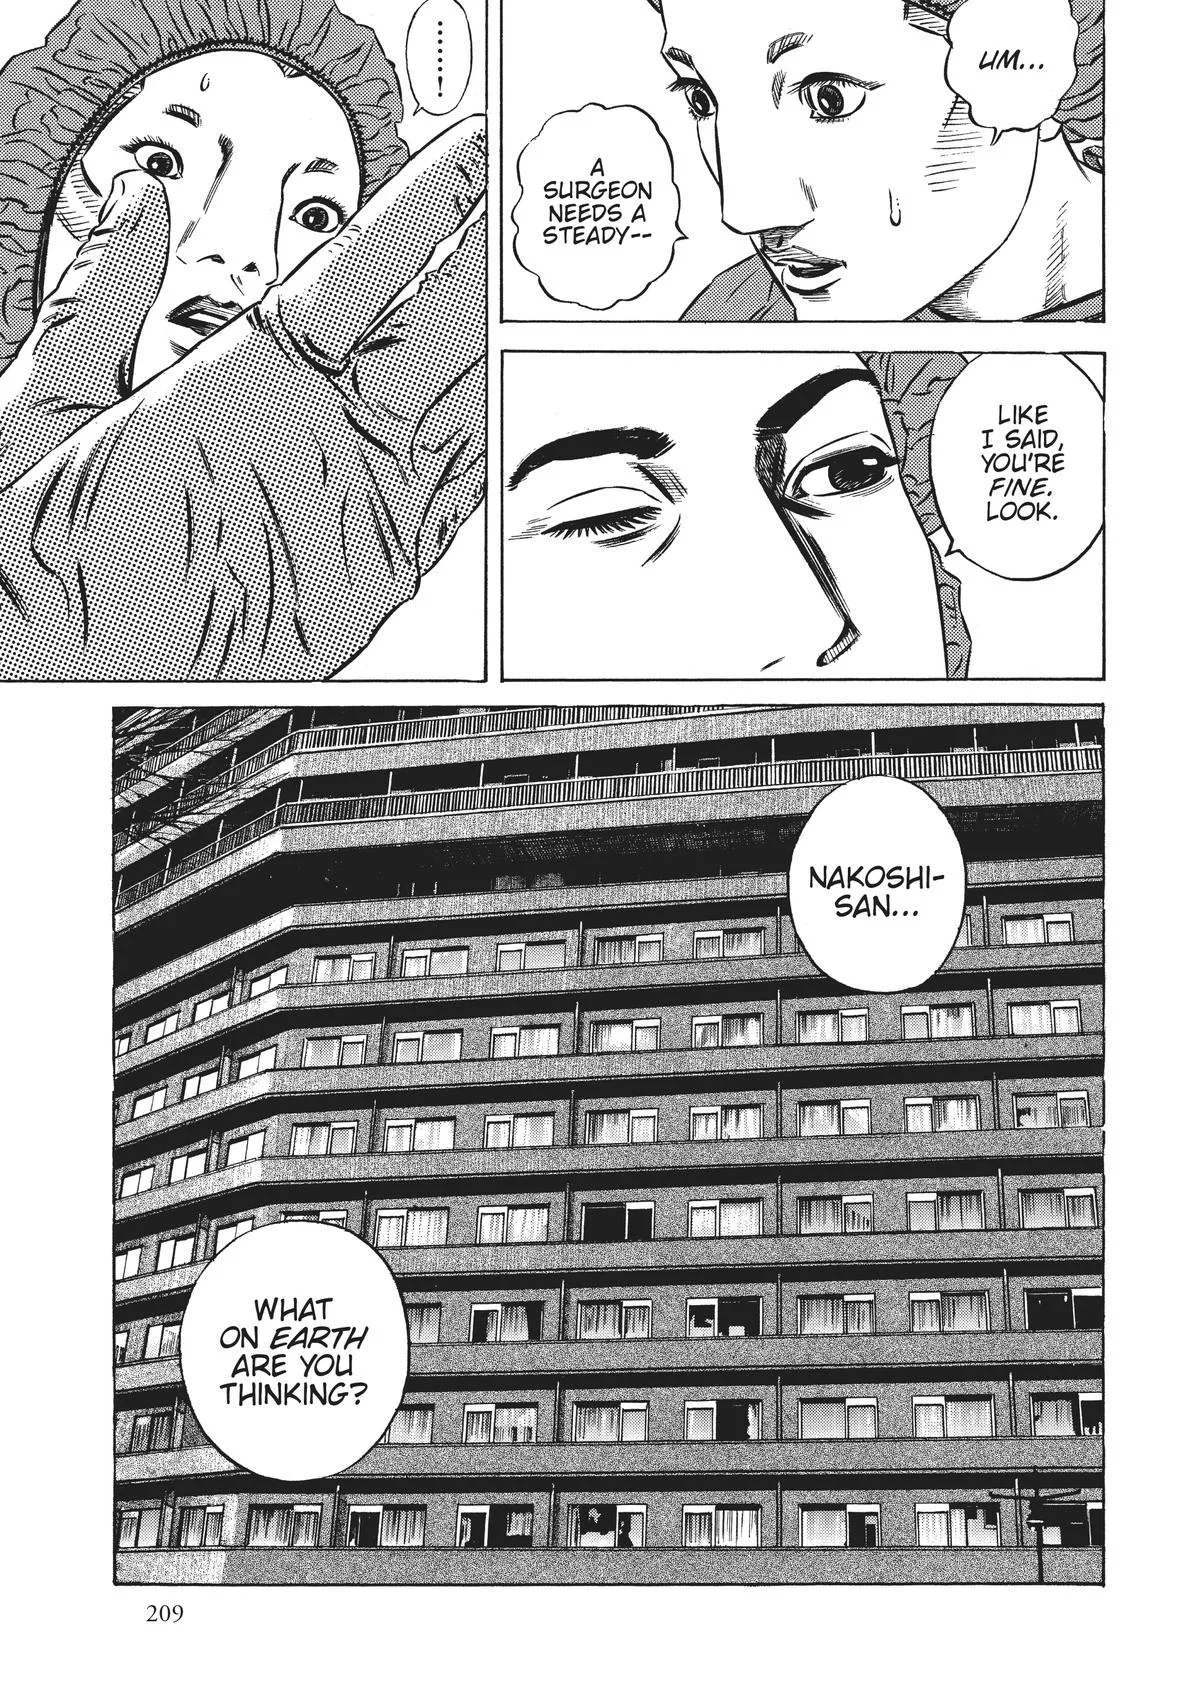 UM...
A
SURGEON
NEEDS A
STEADY--
........!
LIKE
I SAID,
YOU'RE
FINE.
LOOK.
NAKOSHI-
SAN...
WHAT
ON EARTH
ARE YOU
THINKING?
209